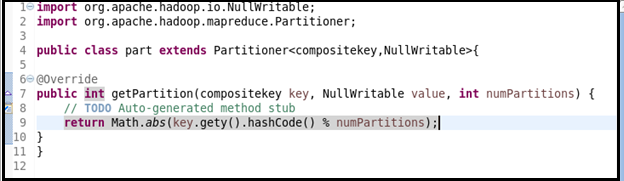 1 import org.apache.hadoop.io.NullWritable;
2 import org.apache.hadoop.mapreduce.Partitioner;
3
4 public class part extends Partitioner<compositekey,NullWritable>{
5
6 @Override
7 public int getPartition(compositekey key, NullWritable value, int numPartitions) {
8 // TODO Auto-generated method stub
9 return Math.abs(key.gety().hashCode() % numPartitions);
10 }
11 }
12